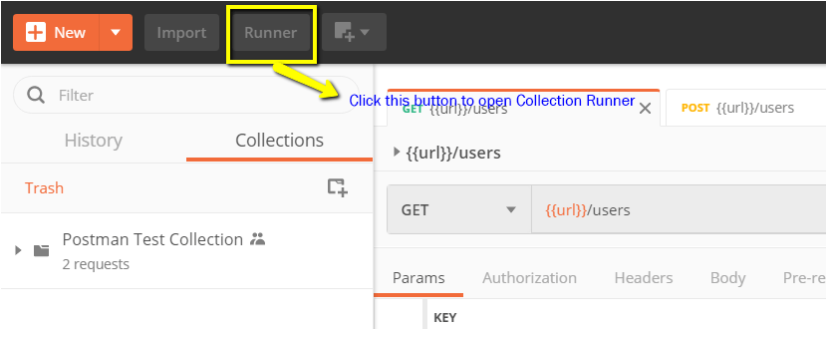 New
Import
Runner
Filter
Click this button to open Collection Runner
GET {{url}}/users
POST {{url}}/users
History
Collections
{{url}}/users
Trash
GET
{{url}}/users
Postman Test Collection
2 requests
Params
Authorization
Headers
Body
Pre-re
KEY